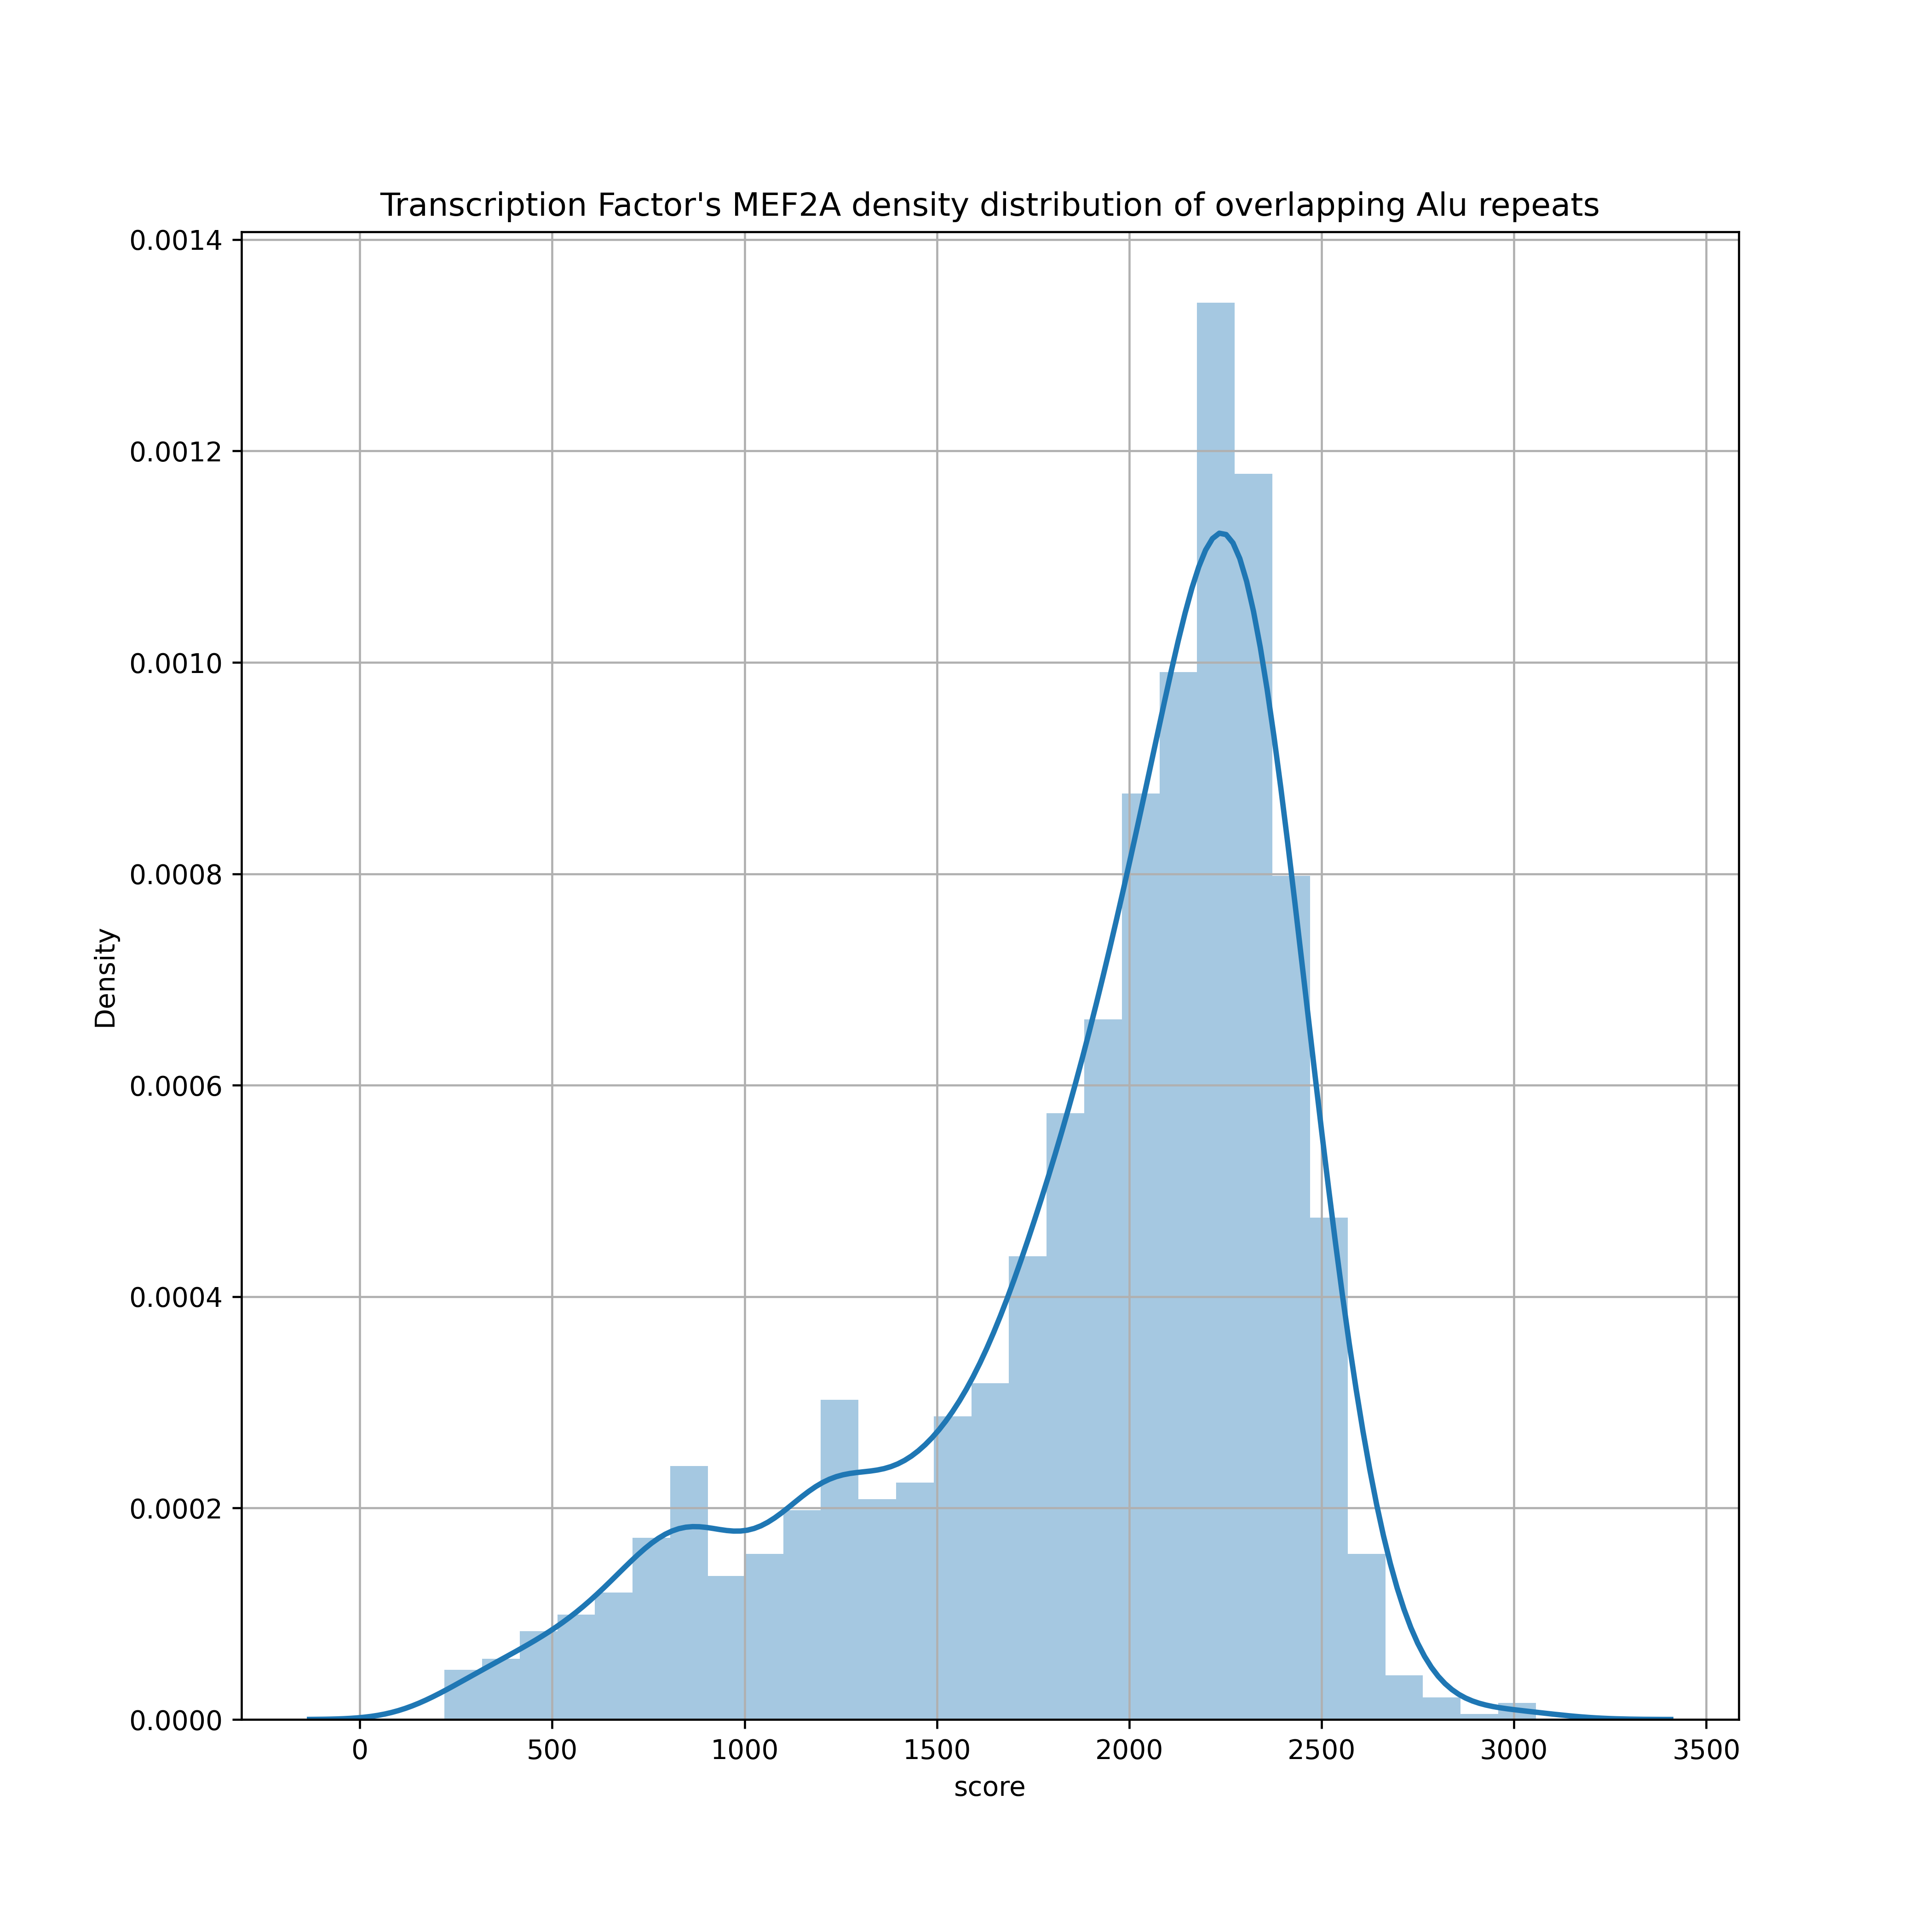 Transcription Factor's MEF2A density distribution of overlapping Alu repeats
0.0014
0.0012
0.0010
0.0008
0.0006
0.0004
0.0002
0.0000
Density
0 500 1000 1500 2000 2500 3000 3500
score